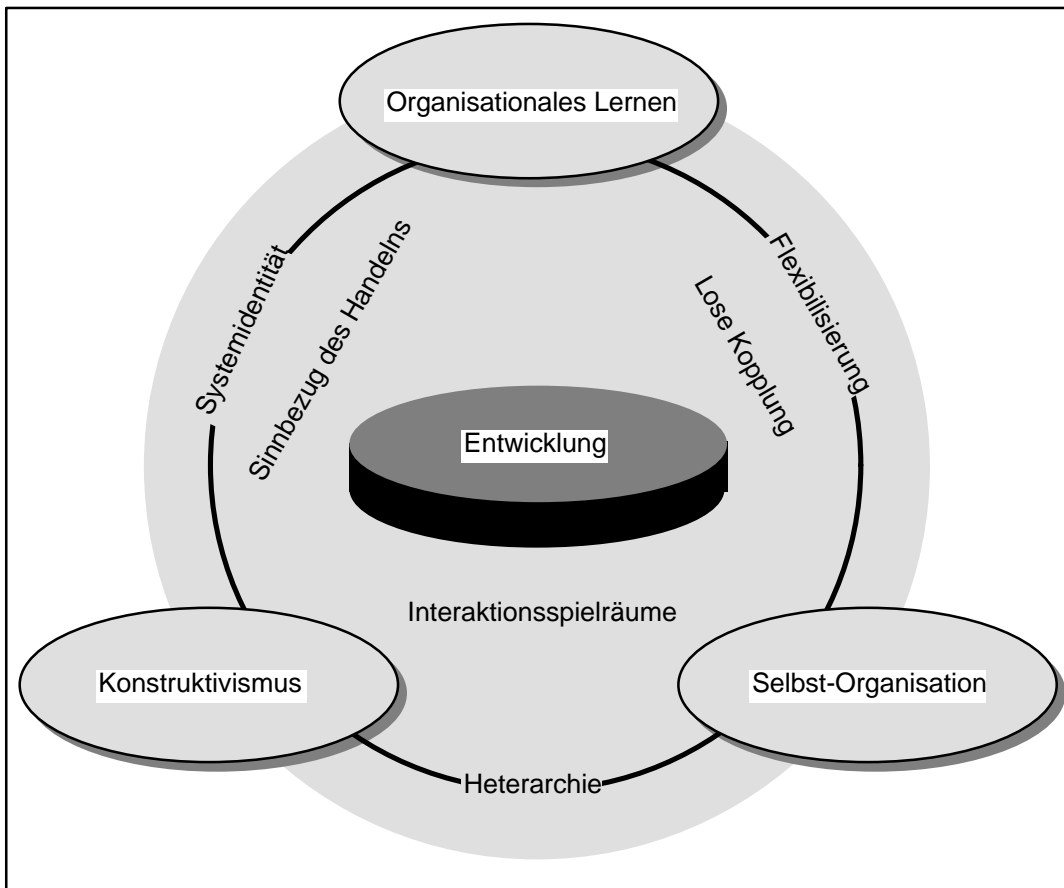 Organisationales Lernen
Systemidentität
Sinnbezug des Handelns
Flexibilisierung
Lose Kopplung
Entwicklung
Interaktionsspielräume
Konstruktivismus
Selbst-Organisation
Heterarchie